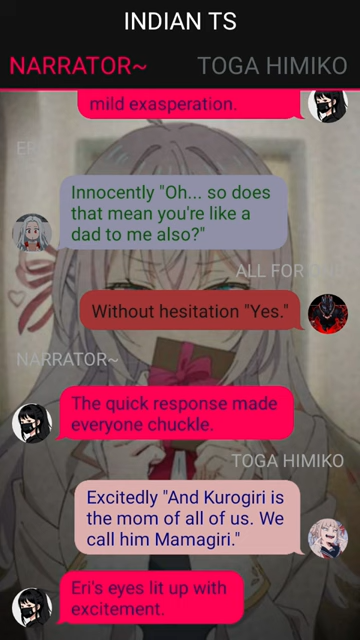 INDIAN TS
NARRATOR~
TOGA HIMIKO
mild exasperation.
ERI
Innocently "Oh... so does
that mean you're like a
dad to me also?"
ALL FOR ONE
Without hesitation "Yes."
NARRATOR~
The quick response made
everyone chuckle.
TOGA HIMIKO
Excitedly "And Kurogiri is
the mom of all of us. We
call him Mamagiri."
Eri's eyes lit up with
excitement.